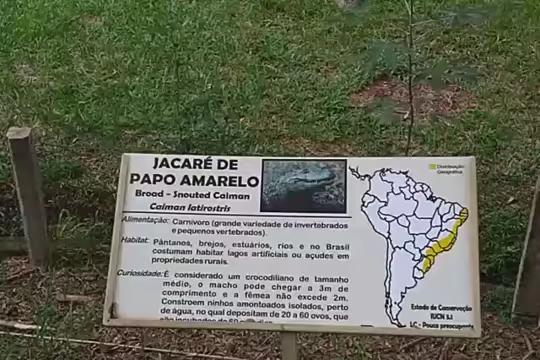 JACARÉ DE
PAPO AMARELO
Broad - Snouted Caiman
Caiman latirostris
Distribuição
Geográfica
Alimentação: Carnívoro (grande variedade de invertebrados
e pequenos vertebrados).
Habitat: Pântanos, brejos, estuários, rios e no Brasil
costumam habitar lagos artificiais ou açudes em
propriedades rurais.
Curiosidade: É considerado um crocodiliano de tamanho
médio, o macho pode chegar a 3m de
comprimento e a fêmea não excede 2m.
Constroem ninhos amontoados isolados, perto
de água, no qual depositam de 20 a 60 ovos, que
são incubados
Estado de Conservação
IUCN 3.1
LC - Pouca preocupante